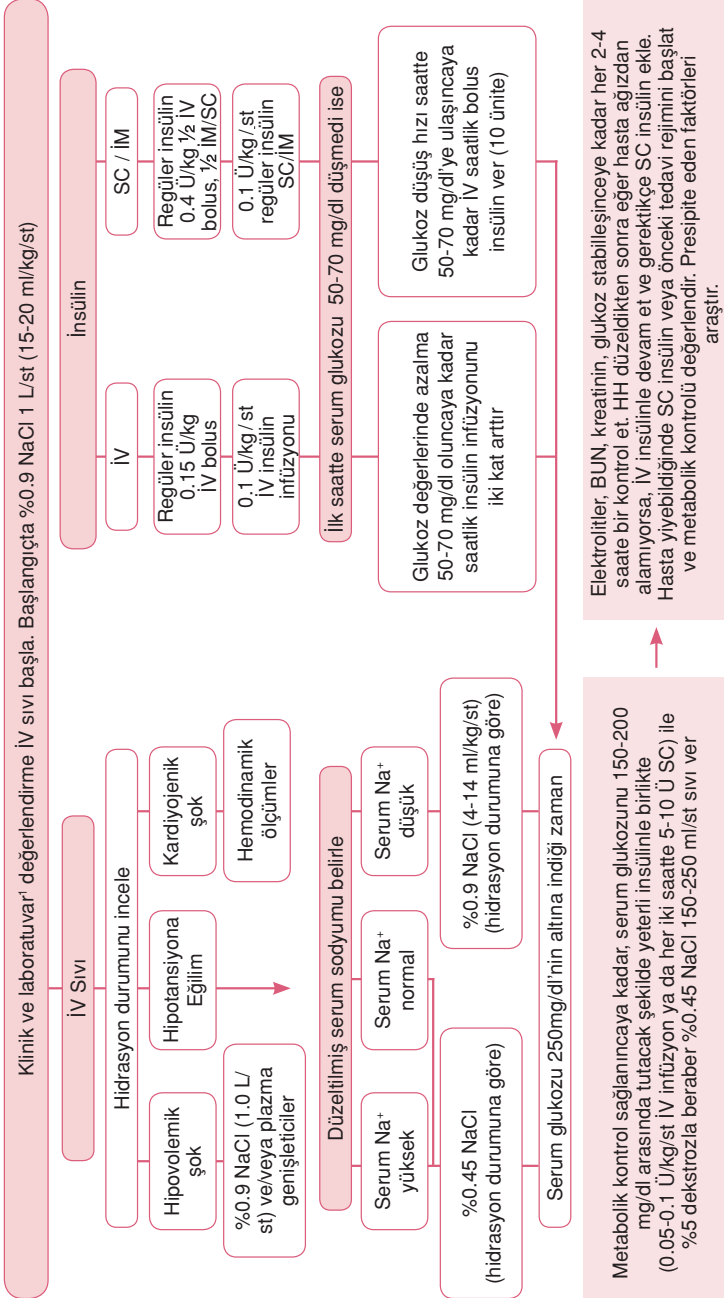 Klinik ve laboratuvar¹ değerlendirme İV sıvı başla. Başlangıçta %0.9 NaCl 1 L/st (15-20 ml/kg/st)
İV Sıvı
Hidrasyon durumunu incele
Hipovolemik
şok
Hipotansiyona
Eğilim
Kardiyojenik
şok
%0.9 NaCl (1.0 L/
st) ve/veya plazma
genişleticiler
Hemodinamik
ölçümler
Düzeltilmiş serum sodyumu belirle
Serum Na⁺
yüksek
Serum Na⁺
normal
Serum Na⁺
düşük
%0.45 NaCl
(hidrasyon durumuna göre)
%0.9 NaCl (4-14 ml/kg/st)
(hidrasyon durumuna göre)
Serum glukozu 250mg/dl'nin altına indiği zaman
İnsülin
İV
SC / İM
Regüler insülin
0.15 Ü/kg
İV bolus
Regüler insülin
0.4 Ü/kg ½ İV
bolus, ½ İM/SC
0.1 Ü/kg/st
İV insülin
infüzyonu
0.1 Ü/kg/st
regüler insülin
SC/İM
İlk saatte serum glukozu 50-70 mg/dl düşmedi ise
Glukoz değerlerinde azalma
50-70 mg/dl oluncaya kadar
saatlik insülin infüzyonunu
iki kat arttır
Glukoz düşüş hızı saatte
50-70 mg/dl'ye ulaşıncaya
kadar İV saatlik bolus
insülin ver (10 ünite)
Metabolik kontrol sağlanıncaya kadar, serum glukozunu 150-200
mg/dl arasında tutacak şekilde yeterli insülinle birlikte
(0.05-0.1 Ü/kg/st İV infüzyon ya da her iki saatte 5-10 Ü SC) ile
%5 dekstrozla beraber %0.45 NaCl 150-250 ml/st sıvı ver
Elektrolitler, BUN, kreatinin, glukoz stabilleşinceye kadar her 2-4
saate bir kontrol et. HH düzeldikten sonra eğer hasta ağızdan
alamıyorsa, İV insülinle devam et ve gerektikçe SC insülin ekle.
Hasta yiyebildiğinde SC insülin veya önceki tedavi rejimini başlat
ve metabolik kontrolü değerlendir. Presipite eden faktörleri
araştır.